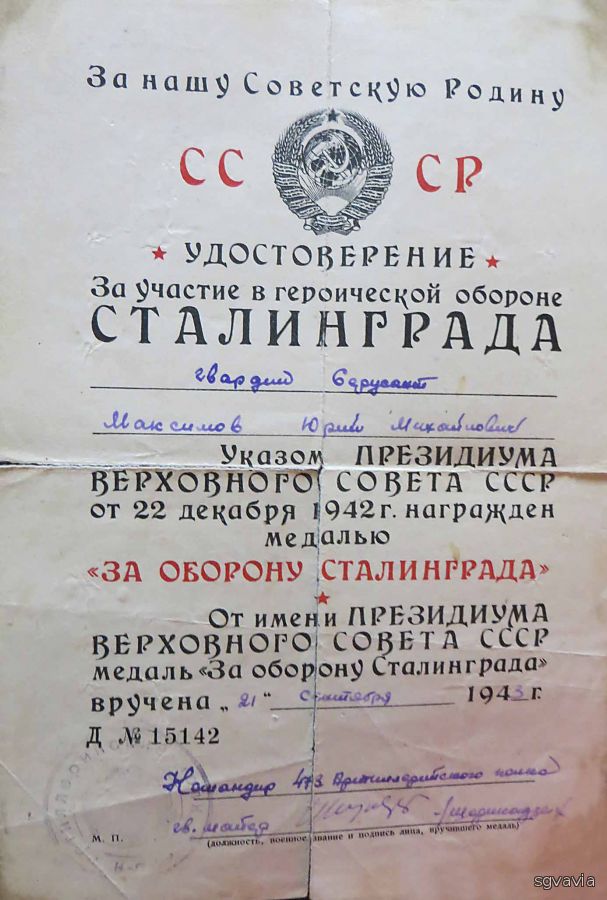 За нашу Советскую Родину
СС СР
УДОСТОВЕРЕНИЕ
За участие в героической обороне
СТАЛИНГРАДА
гвардии сержант
Максимов Юрий Михайлович
Указом ПРЕЗИДИУМА
ВЕРХОВНОГО СОВЕТА СССР
от 22 декабря 1942 г. награжден
медалью
«ЗА ОБОРОНУ СТАЛИНГРАДА»
От имени ПРЕЗИДИУМА
ВЕРХОВНОГО СОВЕТА СССР
медаль «За оборону Сталинграда»
вручена „21" Сентября 1943 г.
Д № 15142
Командир 473 Артиллерийского полка
гв. майор
М. П. (должность, военное звание и подпись лица, вручившего медаль)
sgvavia